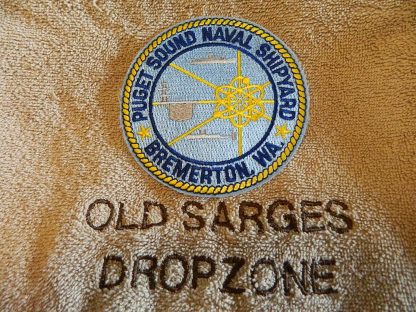 PUGET SOUND NAVAL SHIPYARD
BREMERTON, WA.
OLD SARGES
DROPZONE